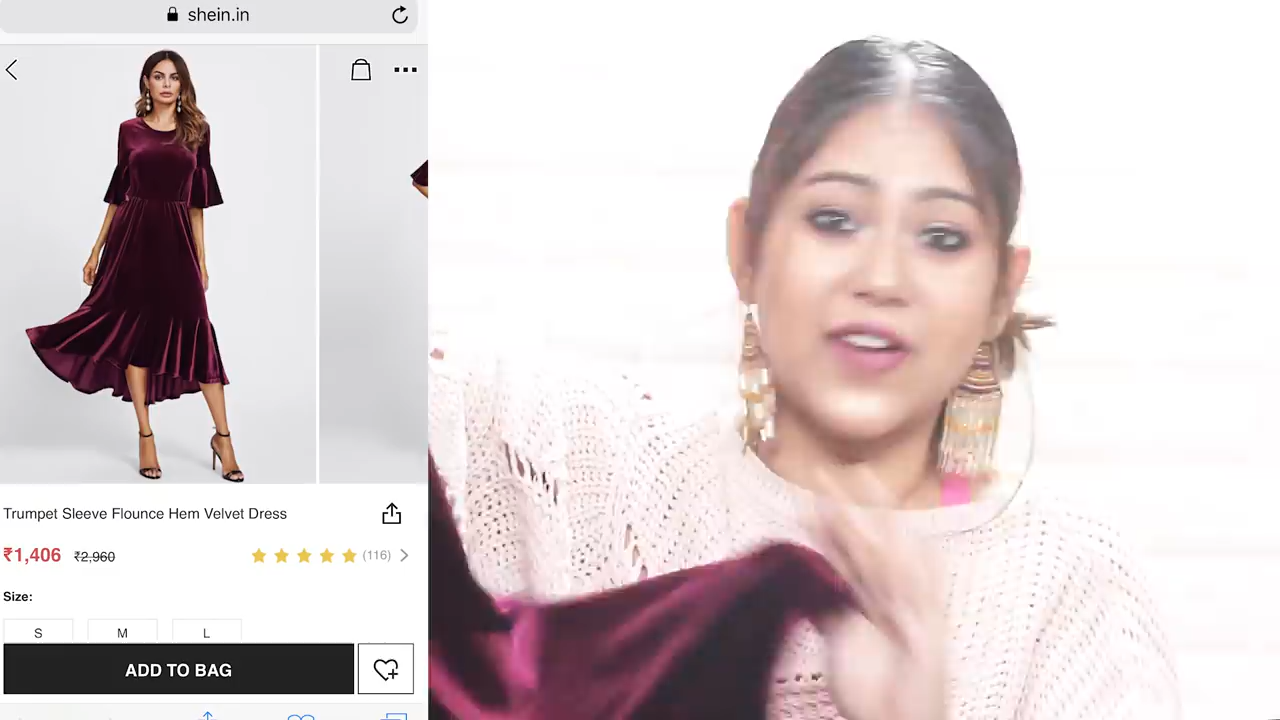 shein.in
Trumpet Sleeve Flounce Hem Velvet Dress
₹1,406 ₹2,960 (116)
Size:
S M L
ADD TO BAG